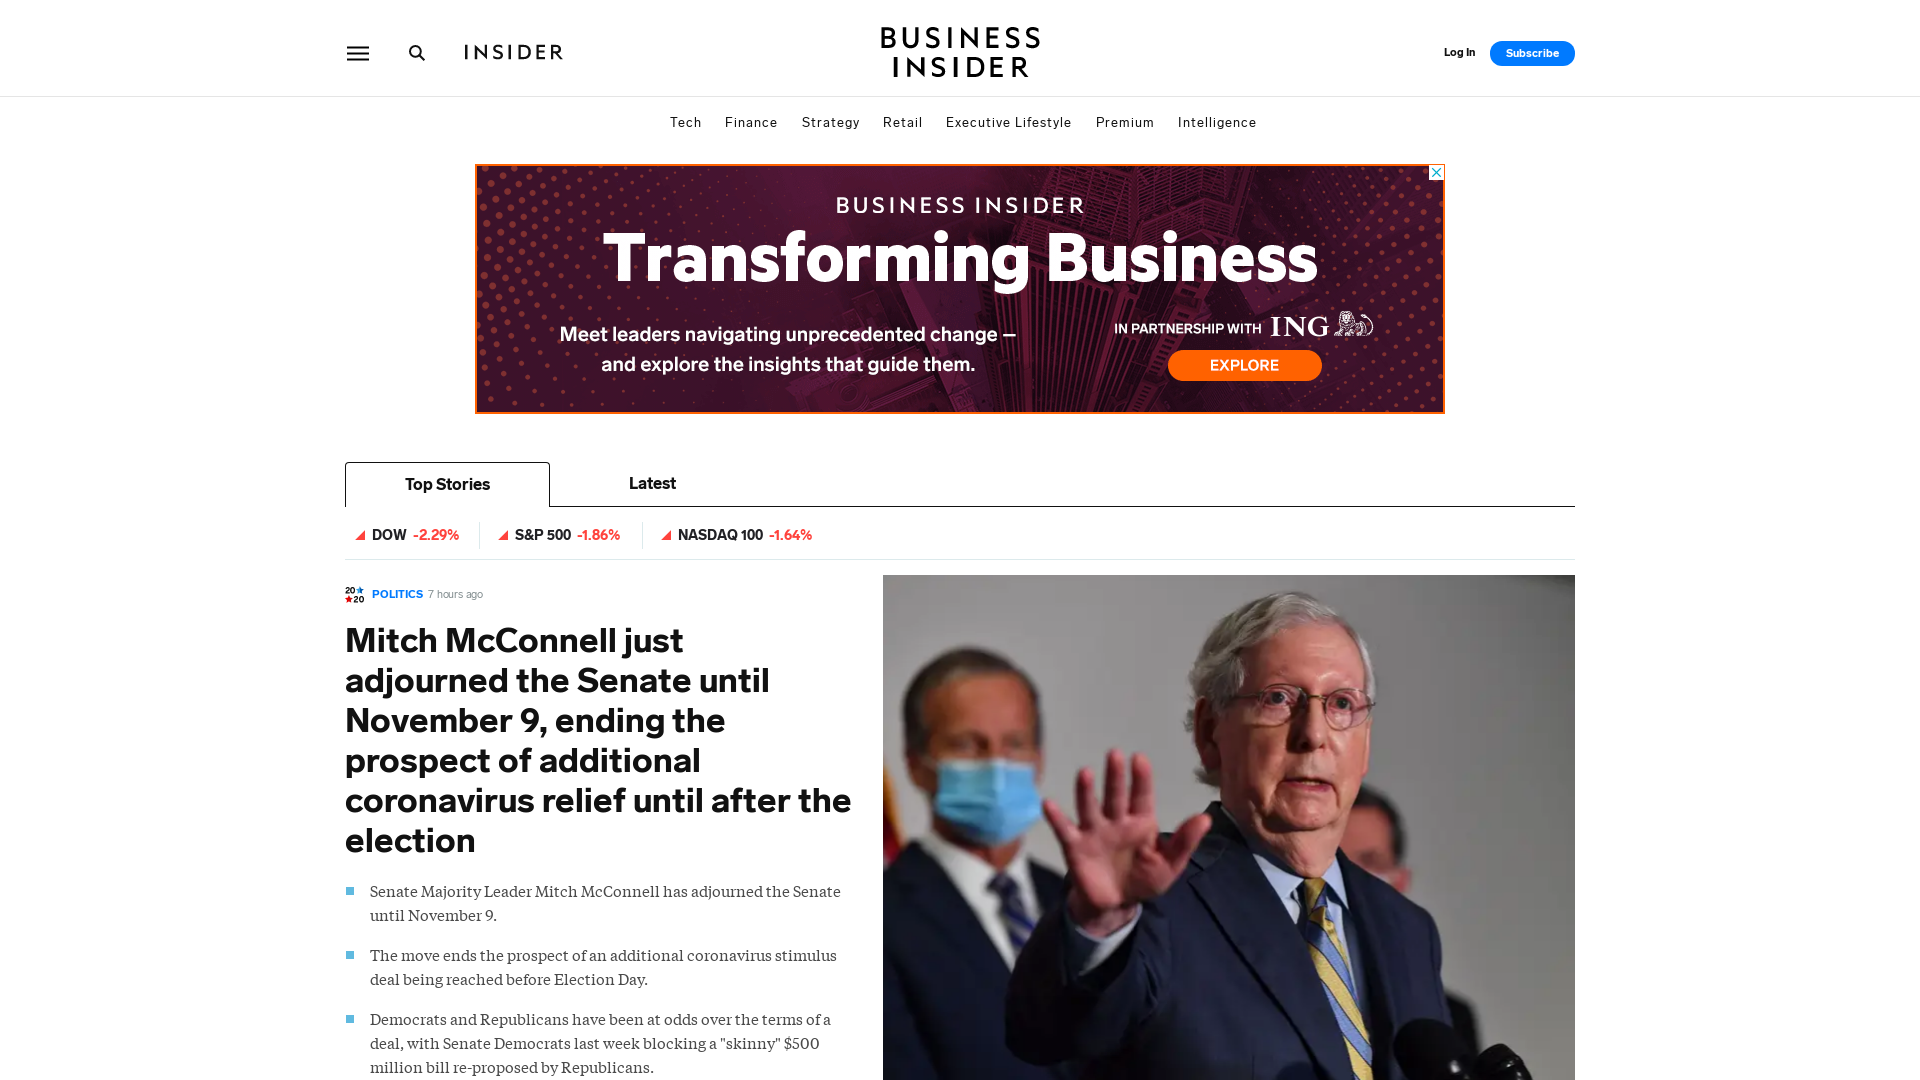 INSIDER
BUSINESS
INSIDER
Log In
Subscribe
Tech
Finance
Strategy
Retail
Executive Lifestyle
Premium
Intelligence
BUSINESS INSIDER
Transforming Business
Meet leaders navigating unprecedented change –
and explore the insights that guide them.
IN PARTNERSHIP WITH ING
EXPLORE
Top Stories
Latest
DOW -2.29%
S&P 500 -1.86%
NASDAQ 100 -1.64%
20
20
POLITICS 7 hours ago
Mitch McConnell just
adjourned the Senate until
November 9, ending the
prospect of additional
coronavirus relief until after the
election
Senate Majority Leader Mitch McConnell has adjourned the Senate
until November 9.
The move ends the prospect of an additional coronavirus stimulus
deal being reached before Election Day.
Democrats and Republicans have been at odds over the terms of a
deal, with Senate Democrats last week blocking a "skinny" $500
million bill re-proposed by Republicans.